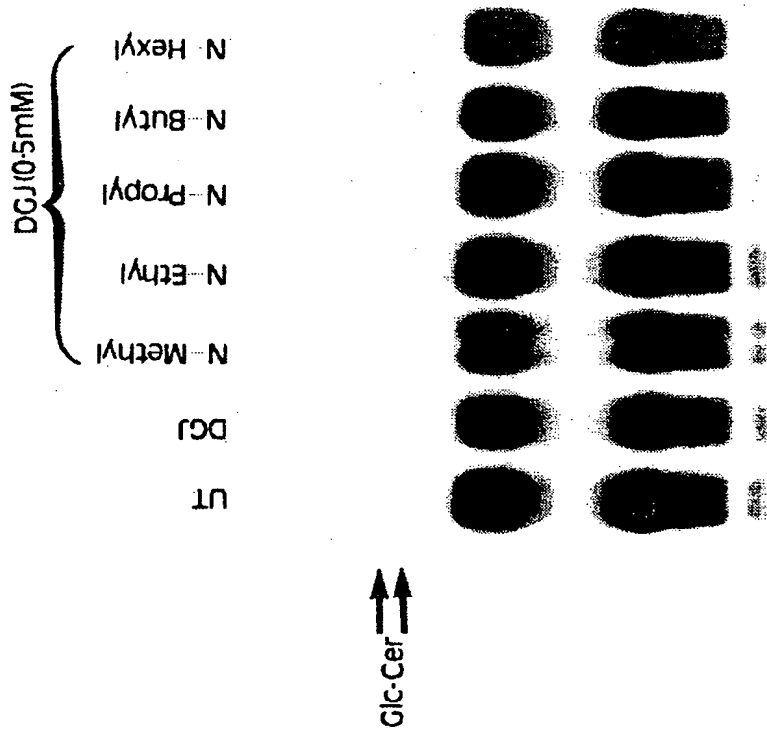 DGJ(0·5mM)
UT
DGJ
N-Methyl
N-Ethyl
N-Propyl
N-Butyl
N-Hexyl
Glc-Cer